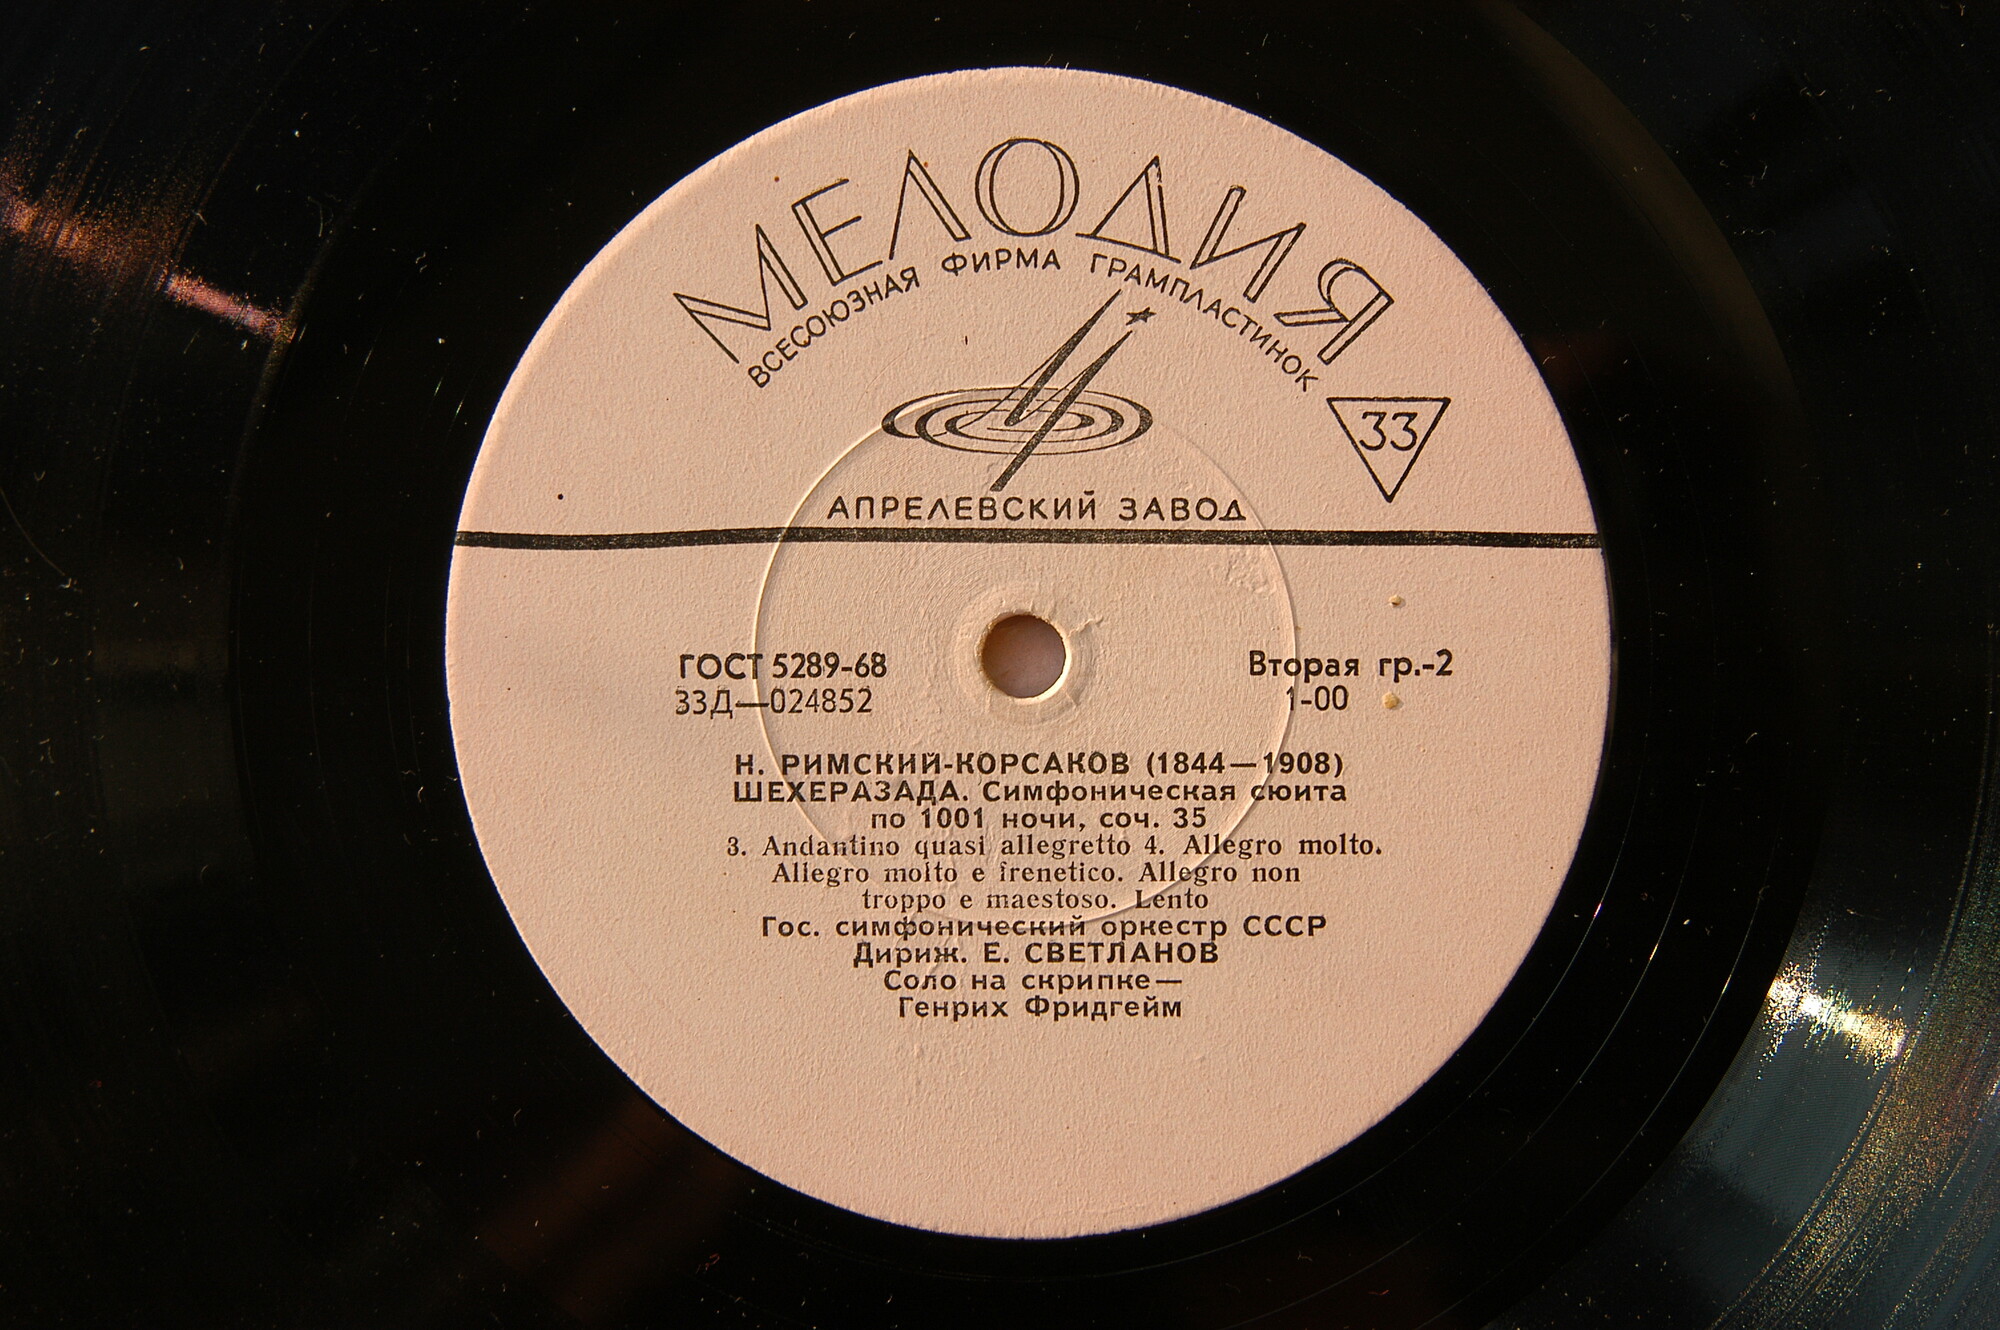 МЕЛОДИЯ
ВСЕСОЮЗНАЯ ФИРМА ГРАМПЛАСТИНОК
33
АПРЕЛЕВСКИЙ ЗАВОД
ГОСТ 5289-68
Вторая гр.-2
33Д—024852
1-00
Н. РИМСКИЙ-КОРСАКОВ (1844—1908)
ШЕХЕРАЗАДА. Симфоническая сюита
по 1001 ночи, соч. 35
3. Andantino quasi allegretto 4. Allegro molto.
Allegro molto e frenetico. Allegro non
troppo e maestoso. Lento
Гос. симфонический оркестр СССР
Дириж. Е. СВЕТЛАНОВ
Соло на скрипке—
Генрих Фридгейм